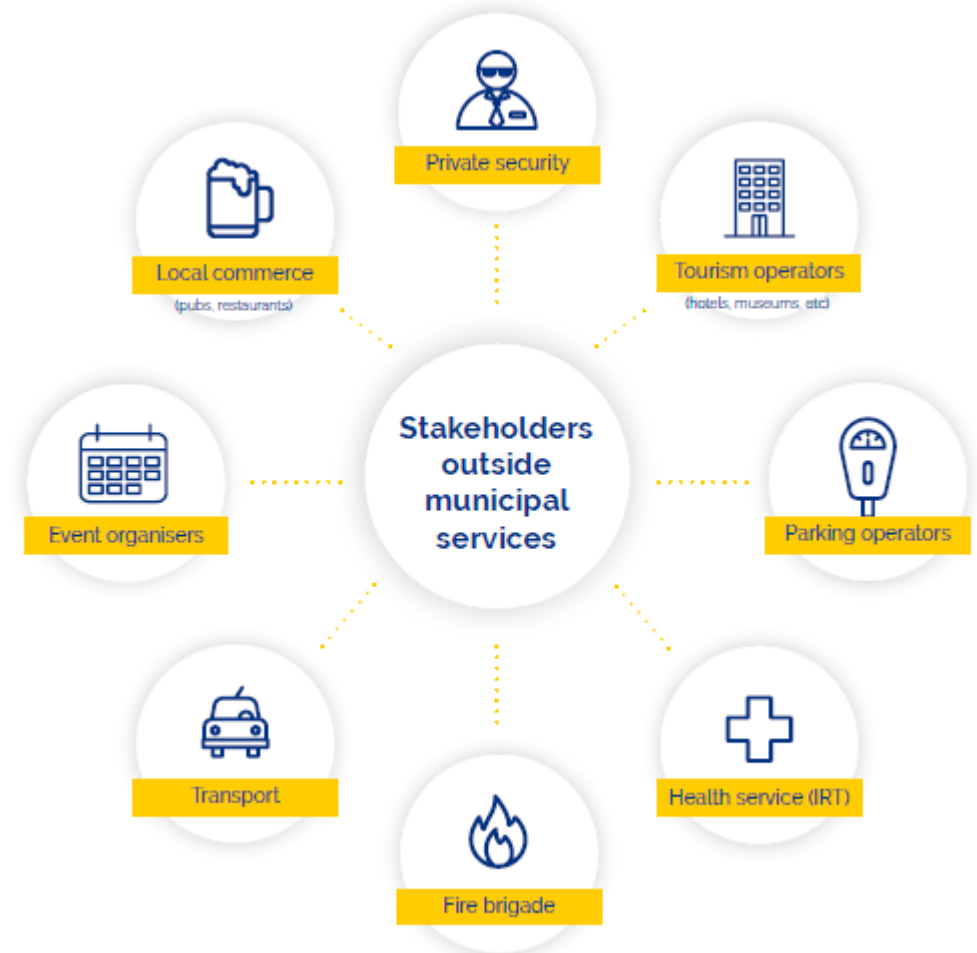 Private security
Local commerce
(pubs, restaurants)
Tourism operators
(hotels, museums, etc)
Stakeholders
outside
municipal
services
Event organisers
Parking operators
Transport
Health service (IRT)
Fire brigade